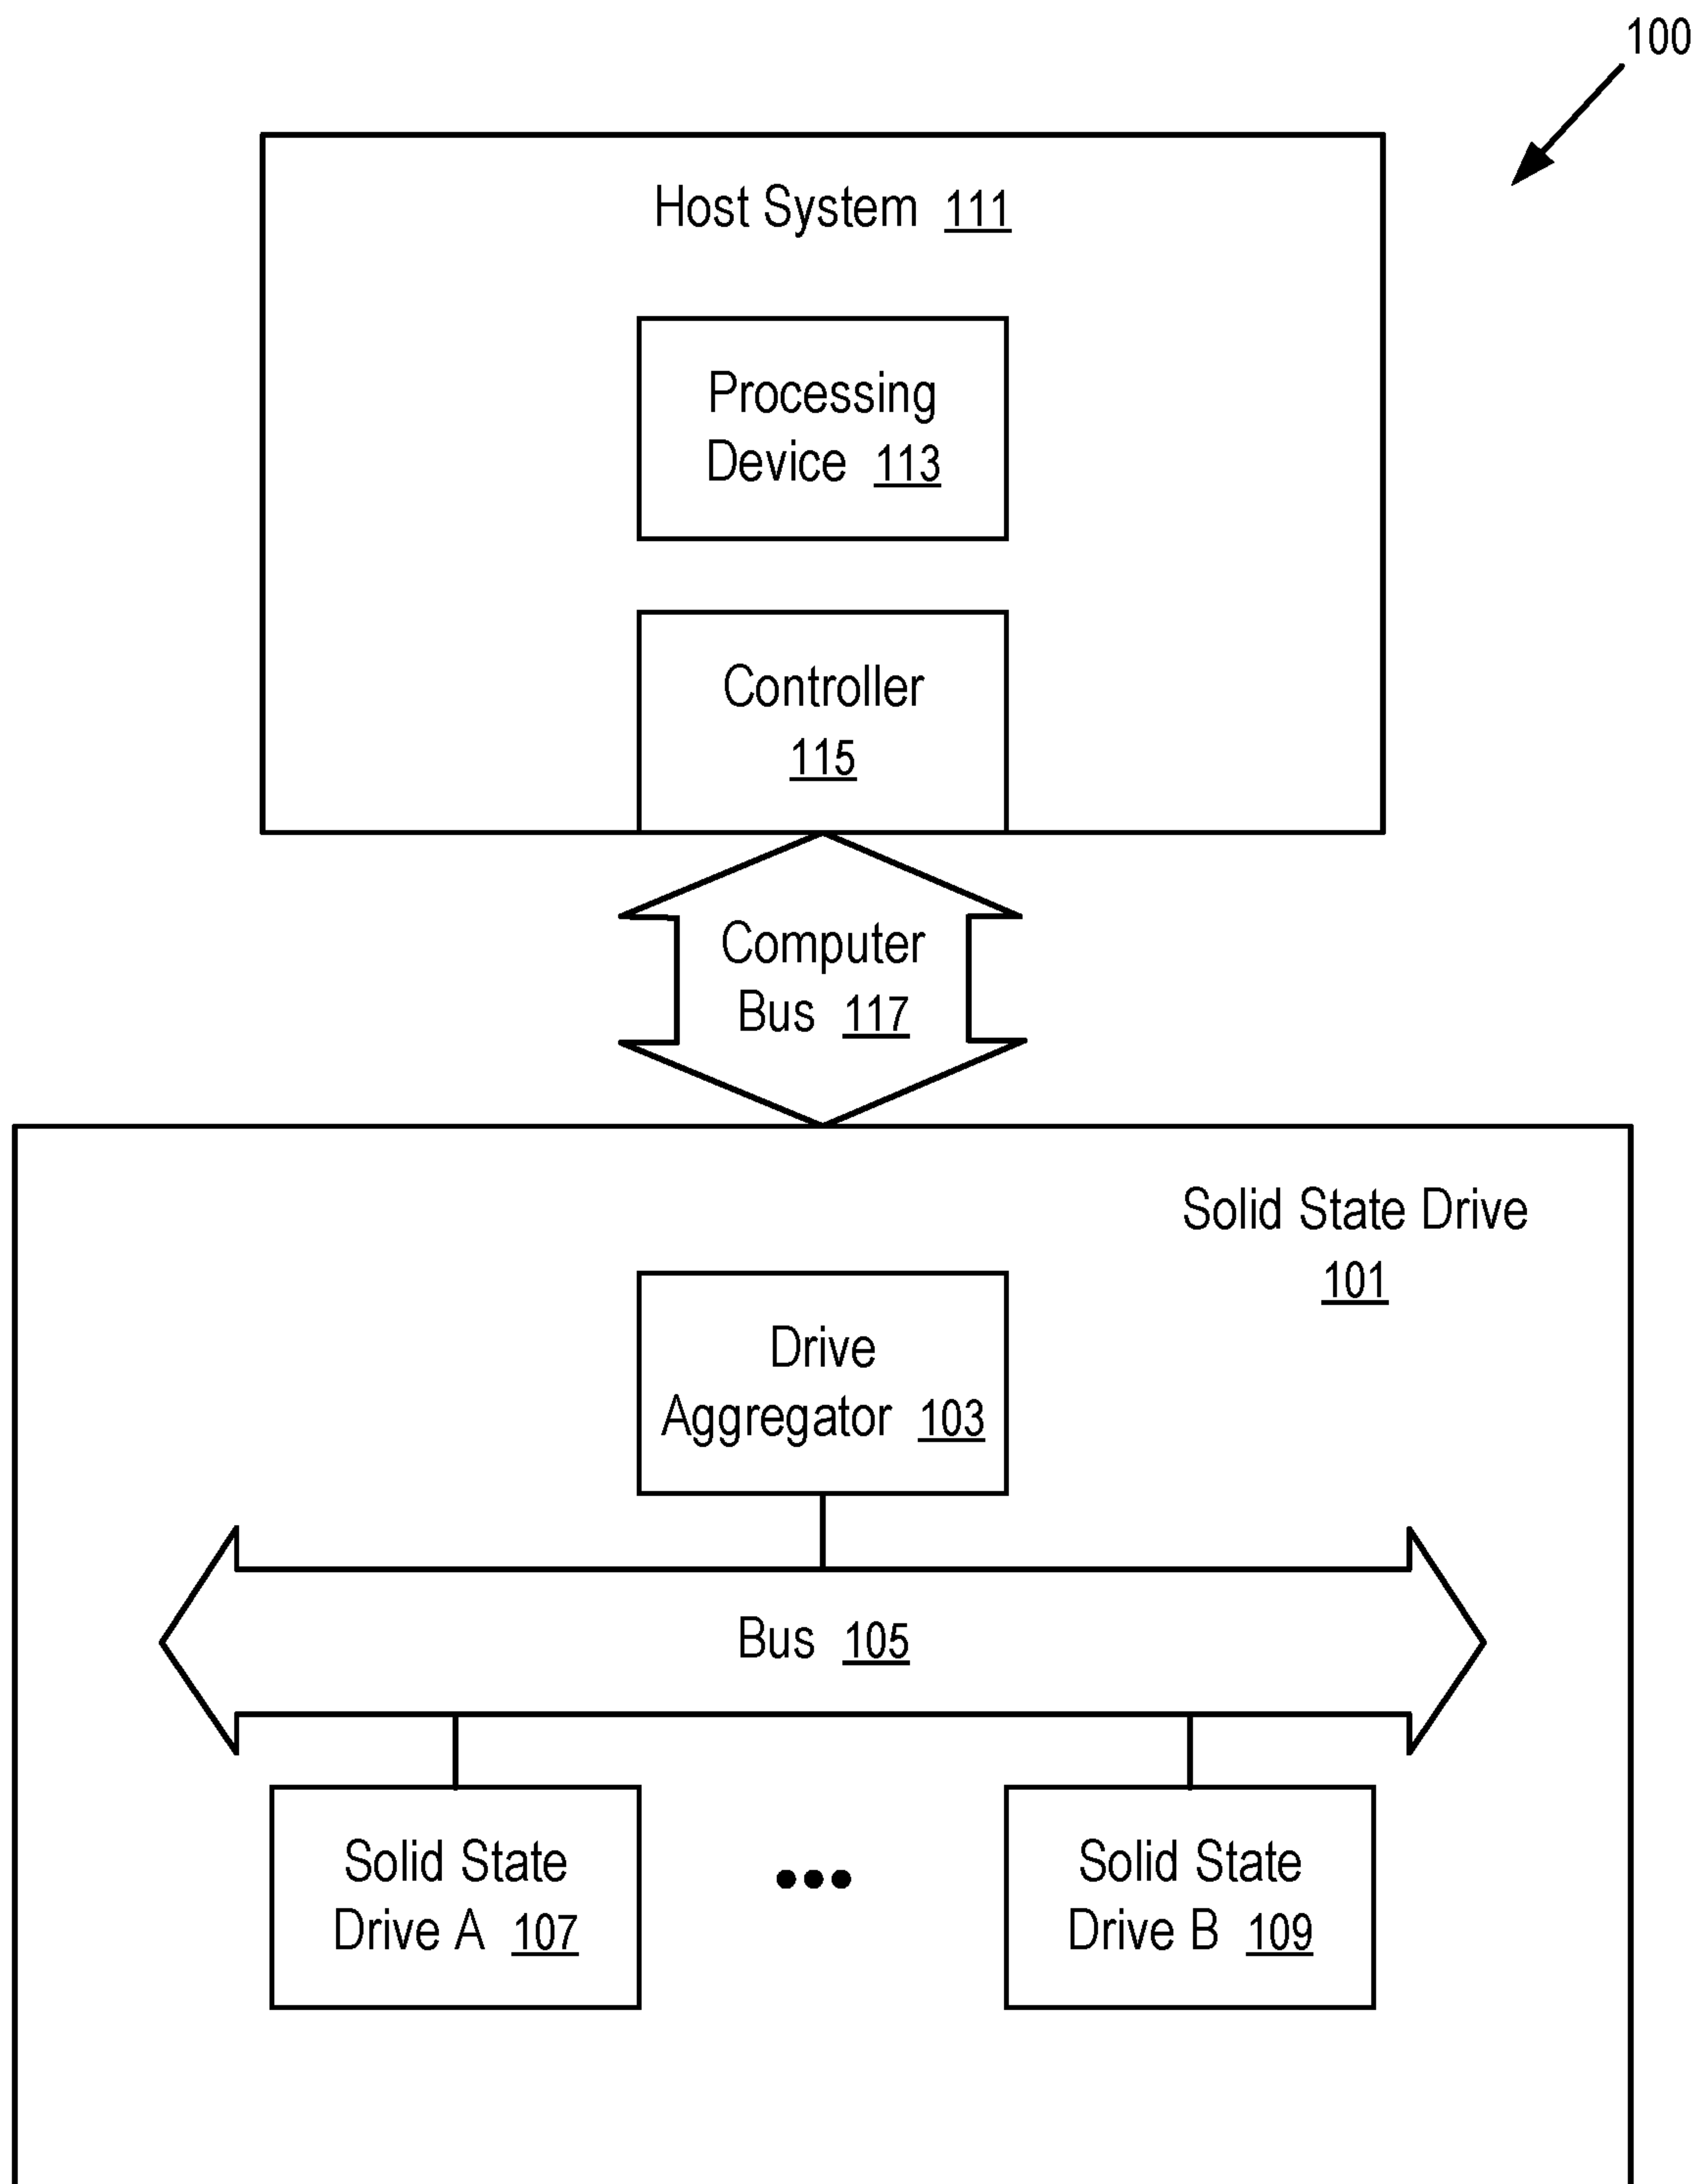 100
Host System 111
Processing
Device 113
Controller
115
Computer
Bus 117
Solid State Drive
101
Drive
Aggregator 103
Bus 105
Solid State
Drive A 107
Solid State
Drive B 109